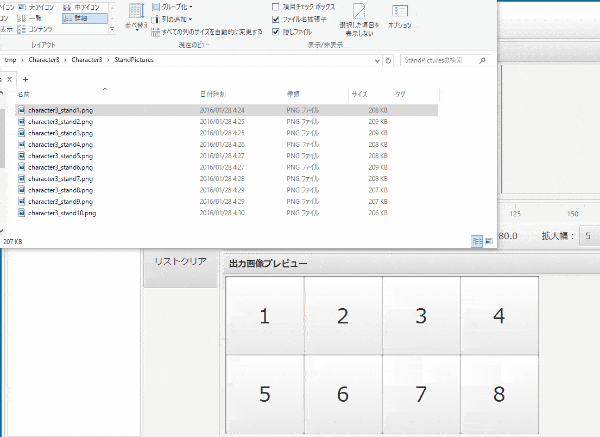 アイコン 大アイコン 中アイコン
コン 一覧 詳細
表示 コンテンツ
レイアウト
並べ替え
グループ化
列の追加
すべての列のサイズを自動的に変更する
現在のビュー
項目チェック ボックス
ファイル名拡張子
隠しファイル
選択した項目を
表示しない
表示/非表示
オプション
tmp > Character3 > Character3 > StandPictures
StandPicturesの検索
名前 日付時刻 種類 サイズ タグ
character3_stand1.png 2016/01/28 4:24 PNG ファイル 208 KB
character3_stand2.png 2016/01/28 4:25 PNG ファイル 209 KB
character3_stand3.png 2016/01/28 4:25 PNG ファイル 209 KB
character3_stand4.png 2016/01/28 4:26 PNG ファイル 208 KB
character3_stand5.png 2016/01/28 4:27 PNG ファイル 208 KB
character3_stand6.png 2016/01/28 4:27 PNG ファイル 209 KB
character3_stand7.png 2016/01/28 4:28 PNG ファイル 208 KB
character3_stand8.png 2016/01/28 4:29 PNG ファイル 207 KB
character3_stand9.png 2016/01/28 4:29 PNG ファイル 207 KB
character3_stand10.png 2016/01/28 4:30 PNG ファイル 206 KB
207 KB
125 150
80.0 拡大幅： 5
リストクリア
出力画像プレビュー
1 2 3 4
5 6 7 8